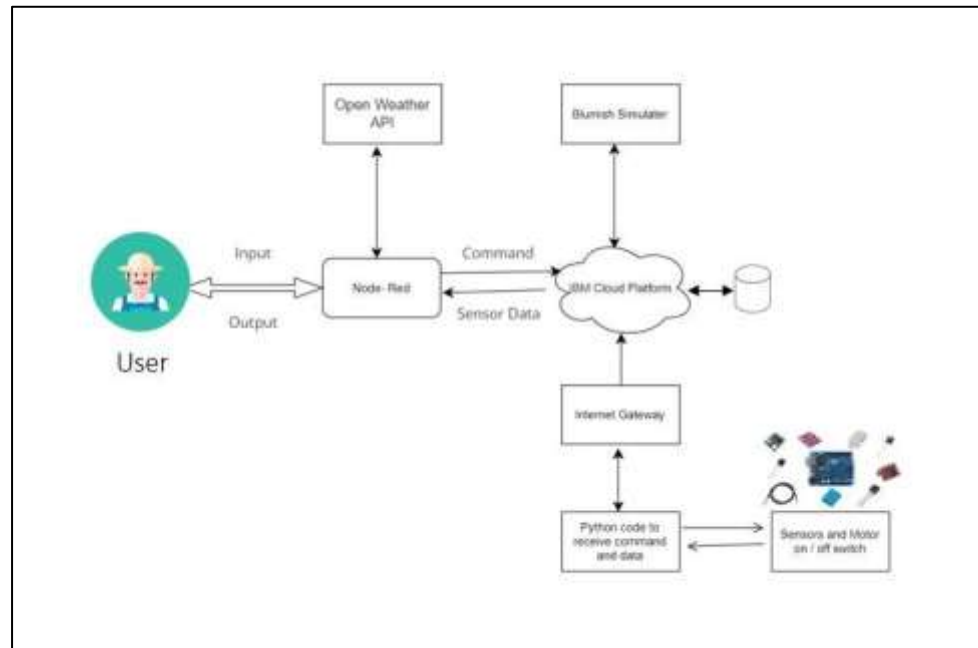 Open Weather
API
Blumish Simulater
Input
Command
Node- Red
IBM Cloud Platform
Output
Sensor Data
User
Internet Gateway
Python code to
receive command
and data
Sensors and Motor
on / off switch